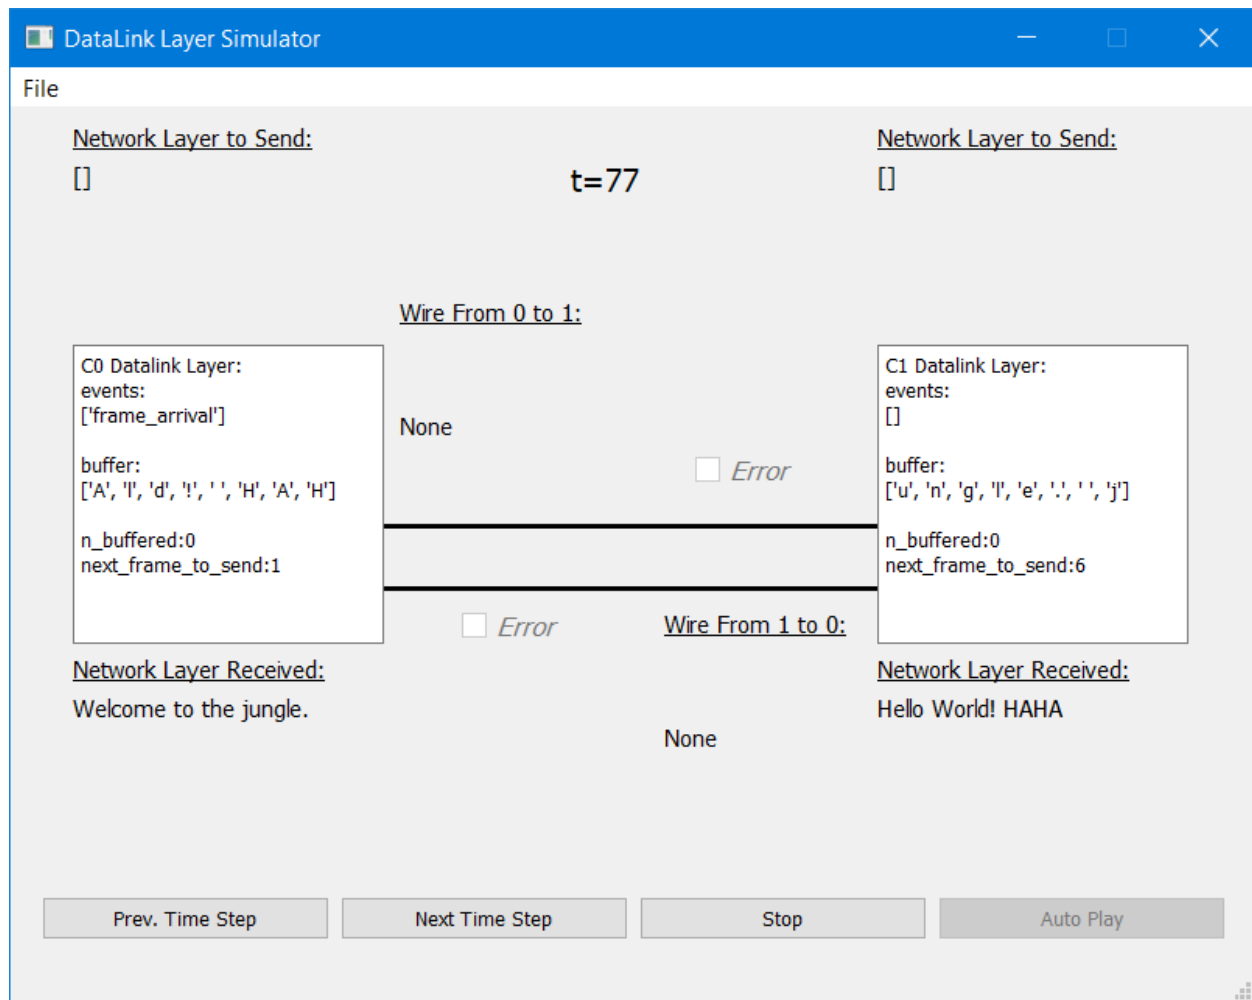 DataLink Layer Simulator
File
Network Layer to Send:
[]
t=77
Network Layer to Send:
[]
Wire From 0 to 1:
None
Error
C0 Datalink Layer:
events:
['frame_arrival']
buffer:
['A', 'l', 'd', '!', ' ', 'H', 'A', 'H']
n_buffered:0
next_frame_to_send:1
C1 Datalink Layer:
events:
[]
buffer:
['u', 'n', 'g', 'l', 'e', '.', ' ', 'j']
n_buffered:0
next_frame_to_send:6
Error
Wire From 1 to 0:
None
Network Layer Received:
Welcome to the jungle.
Network Layer Received:
Hello World! HAHA
Prev. Time Step
Next Time Step
Stop
Auto Play